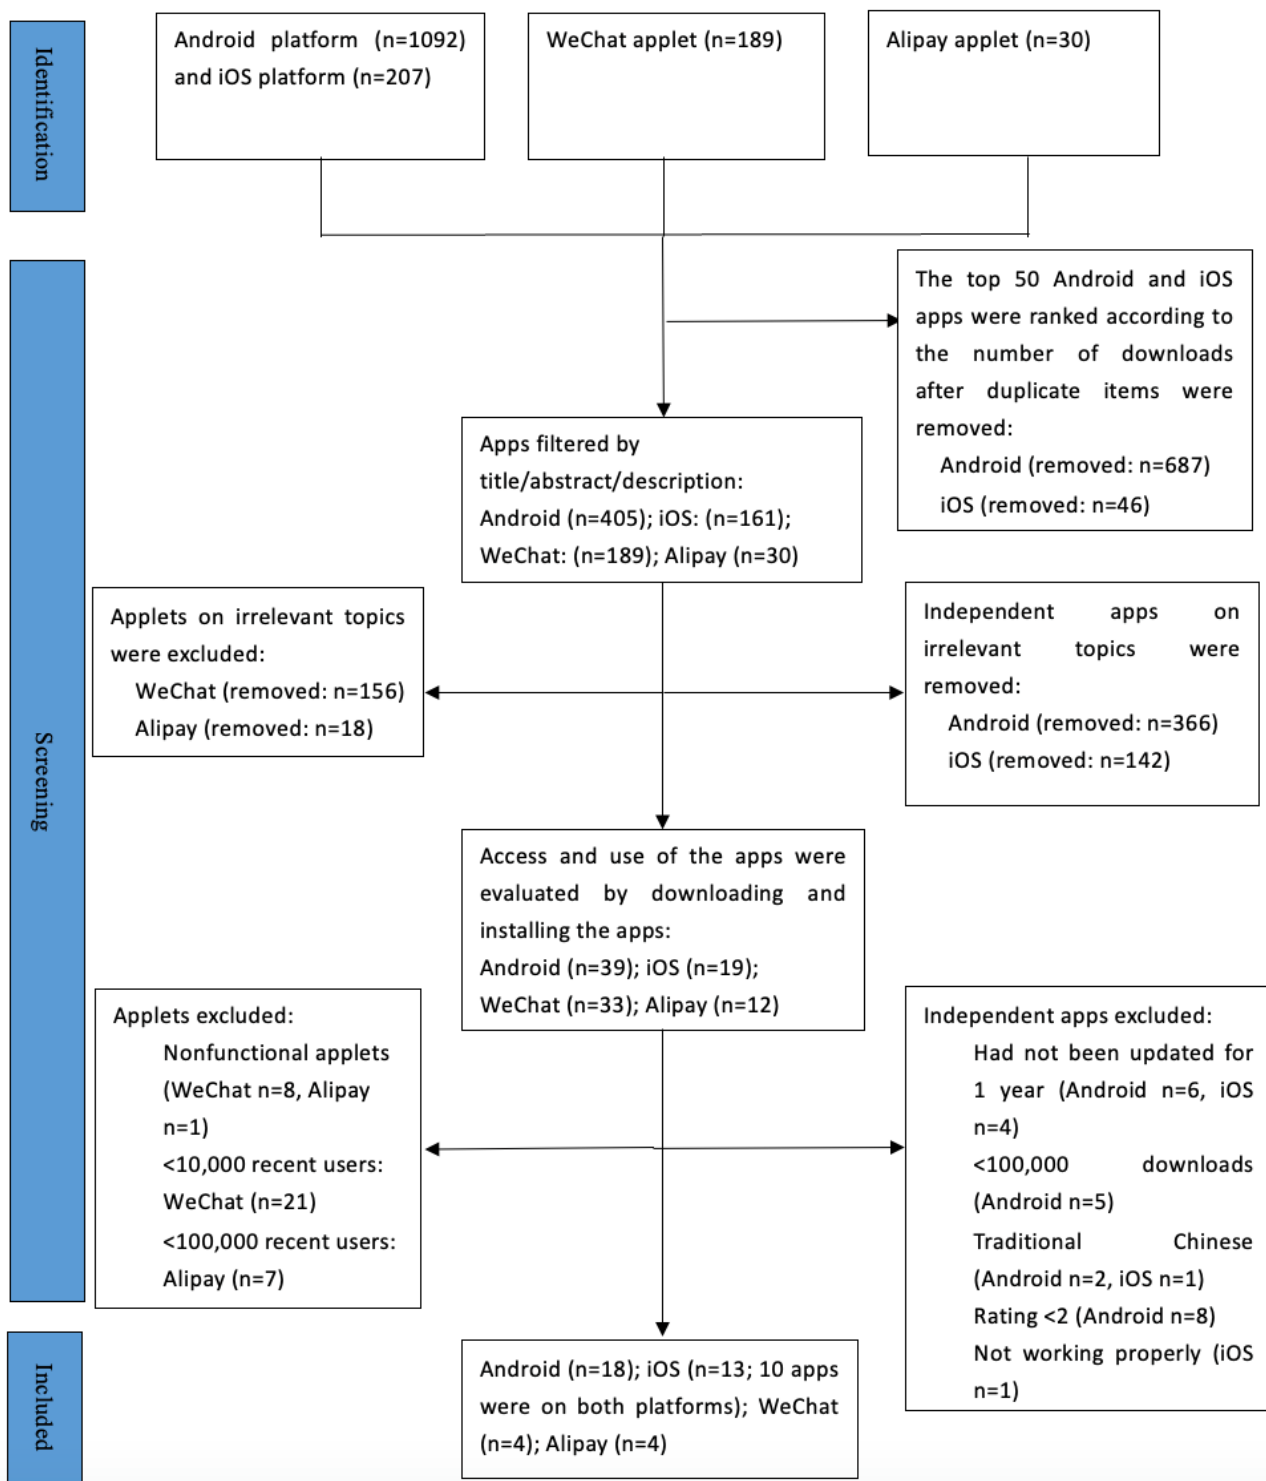 Identification
Android platform (n=1092)
and iOS platform (n=207)
WeChat applet (n=189)
Alipay applet (n=30)
Screening
The top 50 Android and iOS
apps were ranked according to
the number of downloads
after duplicate items were
removed:
Android (removed: n=687)
iOS (removed: n=46)
Apps filtered by
title/abstract/description:
Android (n=405); iOS: (n=161);
WeChat: (n=189); Alipay (n=30)
Applets on irrelevant topics
were excluded:
WeChat (removed: n=156)
Alipay (removed: n=18)
Independent apps on
irrelevant topics were
removed:
Android (removed: n=366)
iOS (removed: n=142)
Access and use of the apps were
evaluated by downloading and
installing the apps:
Android (n=39); iOS (n=19);
WeChat (n=33); Alipay (n=12)
Applets excluded:
Nonfunctional applets
(WeChat n=8, Alipay
n=1)
<10,000 recent users:
WeChat (n=21)
<100,000 recent users:
Alipay (n=7)
Independent apps excluded:
Had not been updated for
1 year (Android n=6, iOS
n=4)
<100,000 downloads
(Android n=5)
Traditional Chinese
(Android n=2, iOS n=1)
Rating <2 (Android n=8)
Not working properly (iOS
n=1)
Included
Android (n=18); iOS (n=13; 10 apps
were on both platforms); WeChat
(n=4); Alipay (n=4)